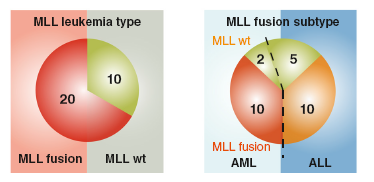 MLL leukemia type
10
20
MLL fusion
MLL wt
MLL fusion subtype
MLL wt
2
5
10
10
MLL fusion
AML
ALL